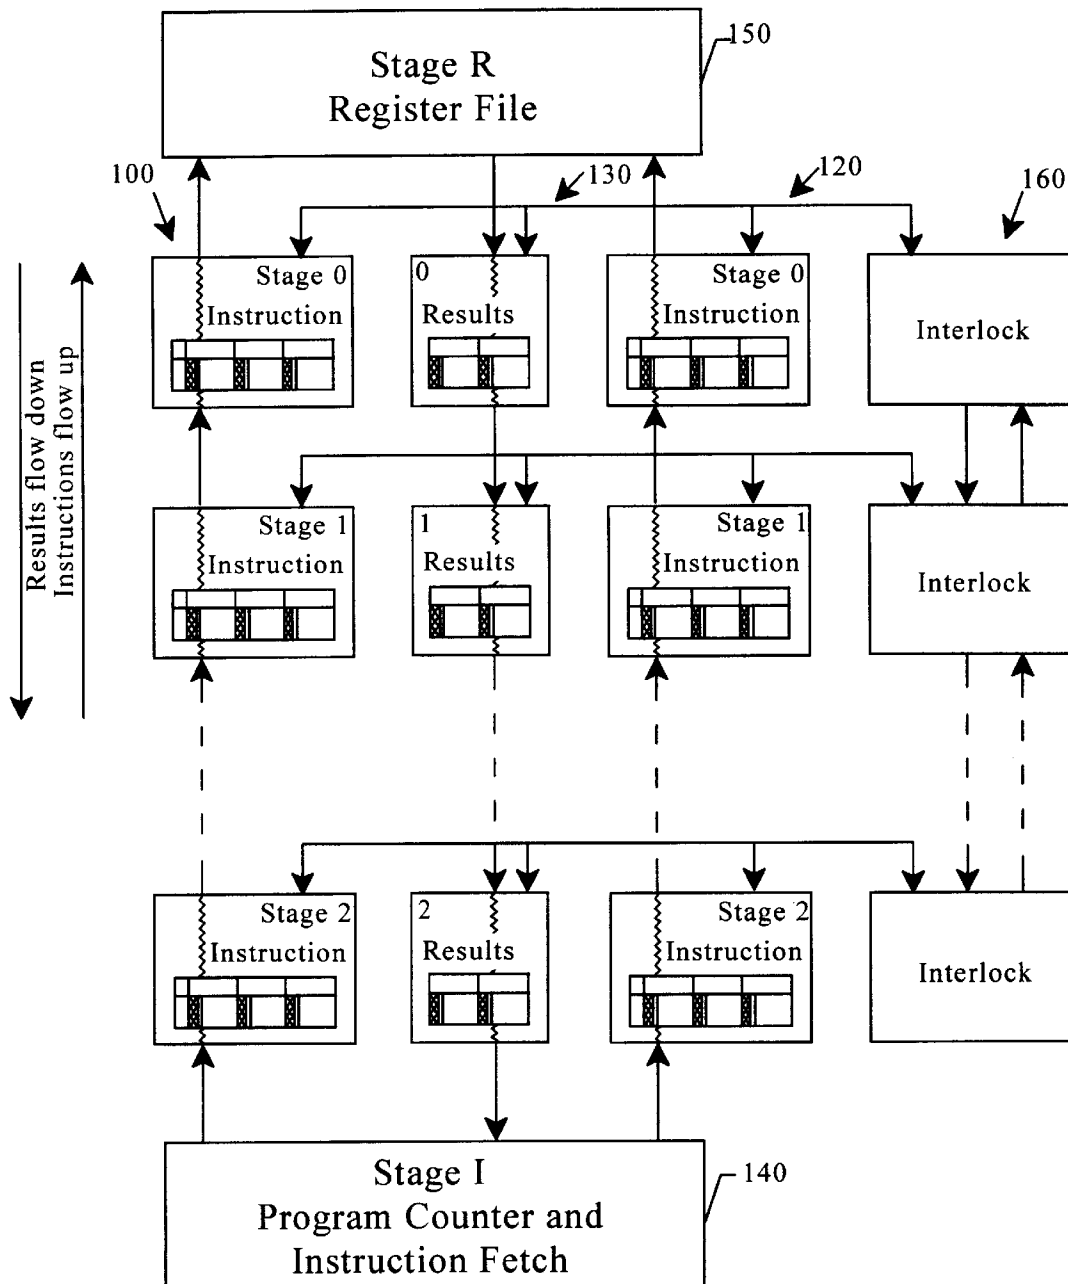 Stage R
Register File
150
100
130
120
160
Results flow down
Instructions flow up
Stage 0
Instruction
0
Results
Stage 0
Instruction
Interlock
Stage 1
Instruction
1
Results
Stage 1
Instruction
Interlock
Stage 2
Instruction
2
Results
Stage 2
Instruction
Interlock
Stage I
Program Counter and
Instruction Fetch
140